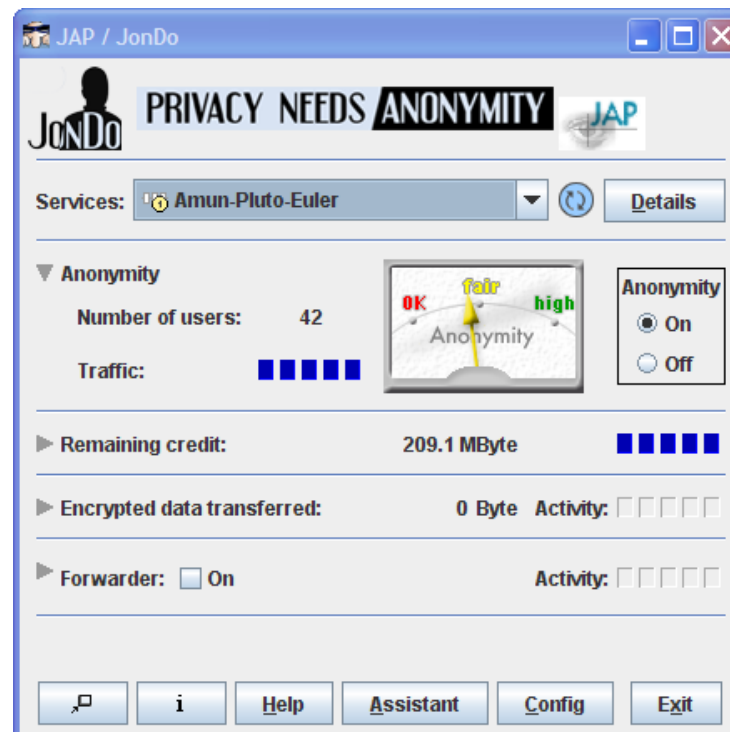 JAP / JonDo
JONDO PRIVACY NEEDS ANONYMITY JAP
Services: 1 Amun-Pluto-Euler Details
Anonymity
Number of users: 42
Traffic:
OK fair high
Anonymity
Anonymity
On
Off
Remaining credit: 209.1 MByte
Encrypted data transferred: 0 Byte Activity:
Forwarder: On Activity:
i Help Assistant Config Exit